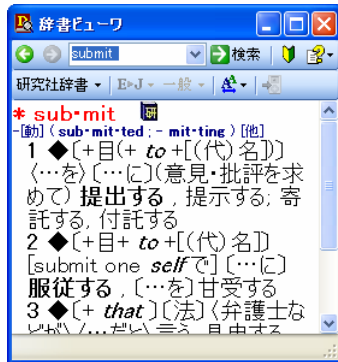 辞書ビューワ
submit 検索
研究社辞書 E▸J 一般
* sub･mit
-[動] ( sub･mit･ted ; - mit･ting ) [他]
1 ◆[+目(+ to +[(代)名])]
〈…を〉〔…に〕(意見・批評を求
めて) 提出する , 提示する; 寄
託する, 付託する
2 ◆[+目+ to +[(代)名]]
[submit one self で]〔…に〕
服従する ,〔…を〕甘受する
3 ◆[+ that ]〔法〕〈弁護士な